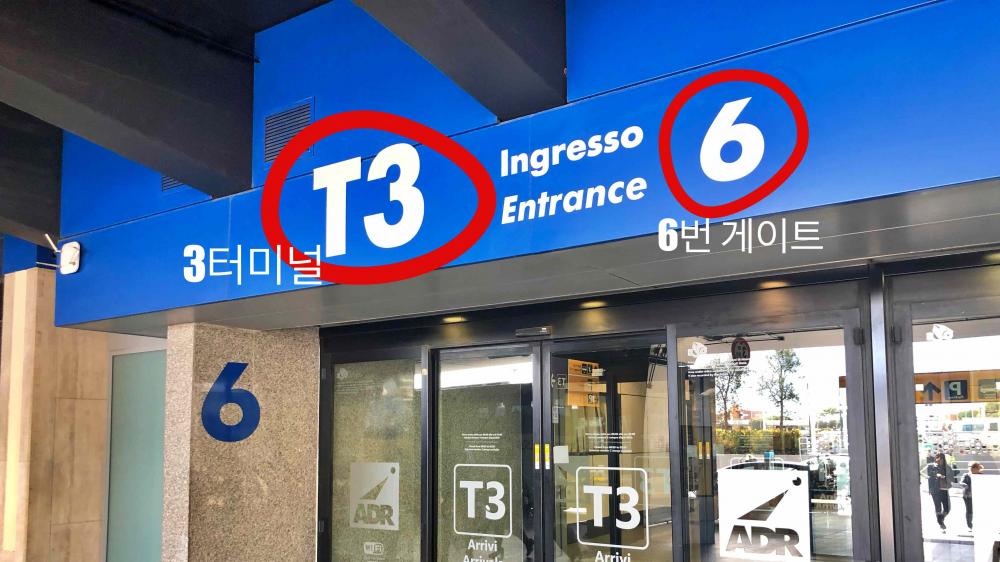 T3
Ingresso
Entrance
6
3터미널
6번 게이트
6
T3
Arrivi
T3
Arrivi
ADR
WiFi
ADR
P